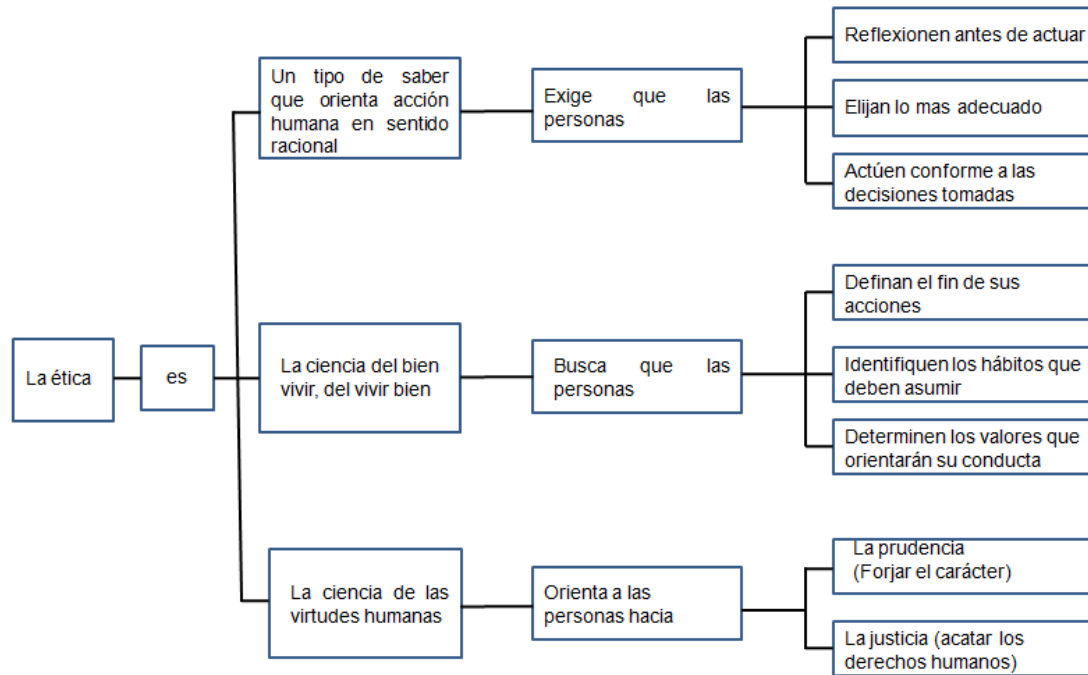 La ética
es
Un tipo de saber
que orienta acción
humana en sentido
racional
Exige que las
personas
Reflexionen antes de actuar
Elijan lo mas adecuado
Actúen conforme a las
decisiones tomadas
La ciencia del bien
vivir, del vivir bien
Busca que las
personas
Definan el fin de sus
acciones
Identifiquen los hábitos que
deben asumir
Determinen los valores que
orientarán su conducta
La ciencia de las
virtudes humanas
Orienta a las
personas hacia
La prudencia
(Forjar el carácter)
La justicia (acatar los
derechos humanos)